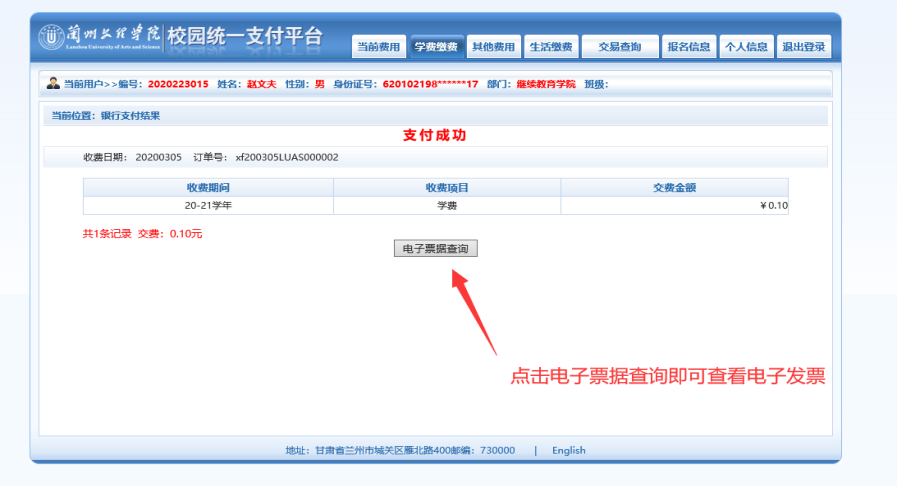 蘭州文理学院 校园统一支付平台
Lanzhou University of Arts and Science
当前费用 学费缴费 其他费用 生活缴费 交易查询 报名信息 个人信息 退出登录
当前用户>>编号: 2020223015 姓名: 赵文夫 性别: 男 身份证号: 620102198******17 部门: 继续教育学院 班级:
当前位置: 银行支付结果
支付成功
收费日期: 20200305 订单号: xf200305LUAS000002
收费期间 收费项目 交费金额
20-21学年 学费 ¥0.10
共1条记录 交费: 0.10元
电子票据查询
点击电子票据查询即可查看电子发票
地址: 甘肃省兰州市城关区雁北路400邮编: 730000 | English